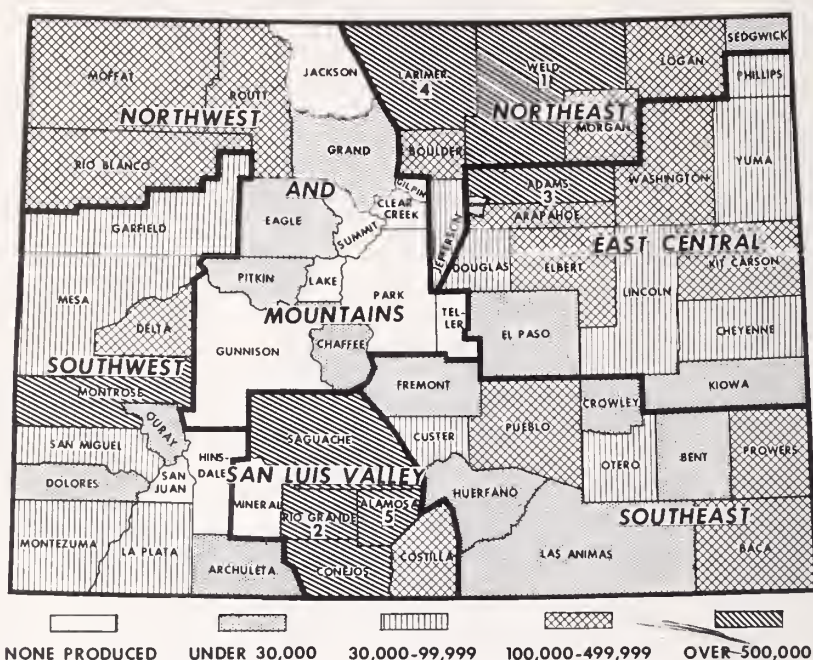 SEDGWICK
JACKSON LARIMER 4 WELD 1 LOGAN PHILLIPS
MOFFAT ROUTT
NORTHWEST NORTHEAST
MORGAN
GRAND BOULDER YUMA
RIO BLANCO WASHINGTON
GILPIN
AND CLEAR CREEK ADAMS 3
EAGLE SUMMIT JEFFERSON ARAPAHOE
GARFIELD EAST CENTRAL
DOUGLAS ELBERT KIT CARSON
PITKIN LAKE PARK LINCOLN
MESA
MOUNTAINS TEL-
LER
DELTA CHAFFEE EL PASO CHEYENNE
GUNNISON
SOUTHWEST
MONTROSE FREMONT KIOWA
OURAY CROWLEY
SAGUACHE CUSTER PUEBLO PROWERS
SAN MIGUEL HINS-
DALE OTERO BENT
SAN JUAN SAN LUIS VALLEY
DOLORES MINERAL RIO GRANDE 2 ALAMOSA 5 HUERFANO
SOUTHEAST
MONTEZUMA LA PLATA COSTILLA LAS ANIMAS BACA
ARCHULETA CONEJOS
NONE PRODUCED UNDER 30,000 30,000-99,999 100,000-499,999 OVER-500,000